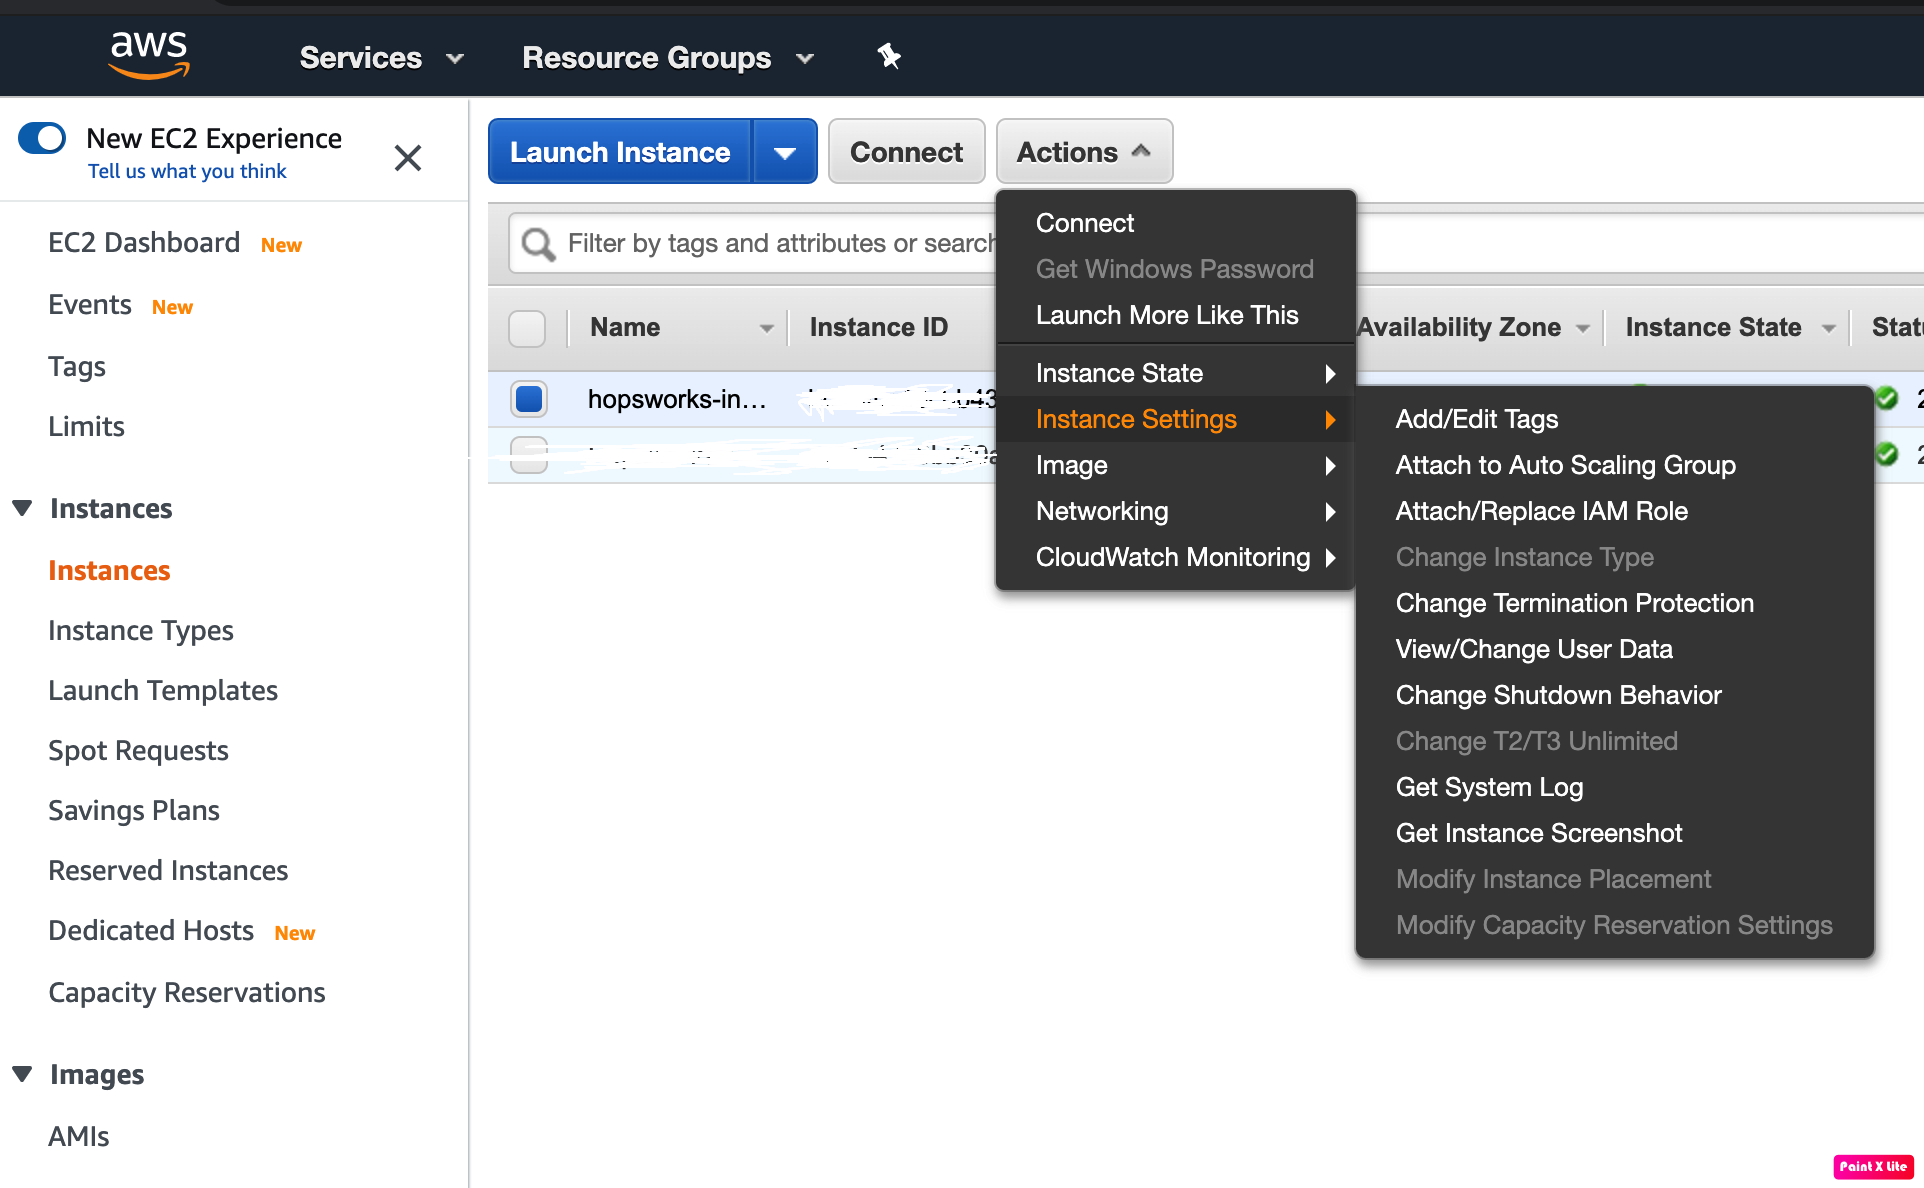 aws
Services
Resource Groups
New EC2 Experience
Tell us what you think
EC2 Dashboard New
Events New
Tags
Limits
Instances
Instances
Instance Types
Launch Templates
Spot Requests
Savings Plans
Reserved Instances
Dedicated Hosts New
Capacity Reservations
Images
AMIs
Launch Instance
Connect
Actions
Filter by tags and attributes or search
Name
Instance ID
Availability Zone
Instance State
hopsworks-in...
Connect
Get Windows Password
Launch More Like This
Instance State
Instance Settings
Image
Networking
CloudWatch Monitoring
Add/Edit Tags
Attach to Auto Scaling Group
Attach/Replace IAM Role
Change Instance Type
Change Termination Protection
View/Change User Data
Change Shutdown Behavior
Change T2/T3 Unlimited
Get System Log
Get Instance Screenshot
Modify Instance Placement
Modify Capacity Reservation Settings
Paint X Lite